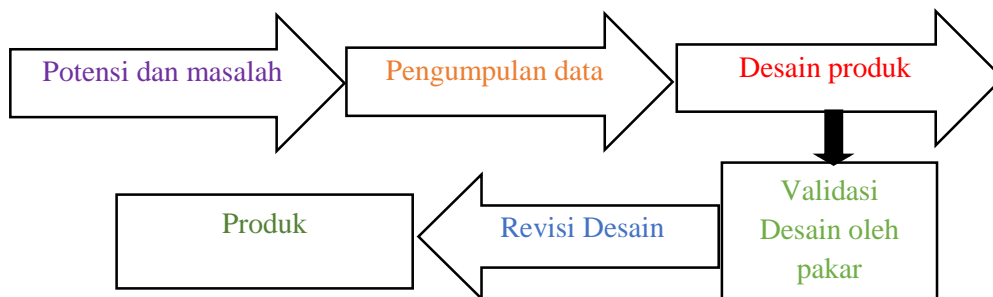 Potensi dan masalah
Pengumpulan data
Desain produk
Validasi
Desain oleh
pakar
Revisi Desain
Produk